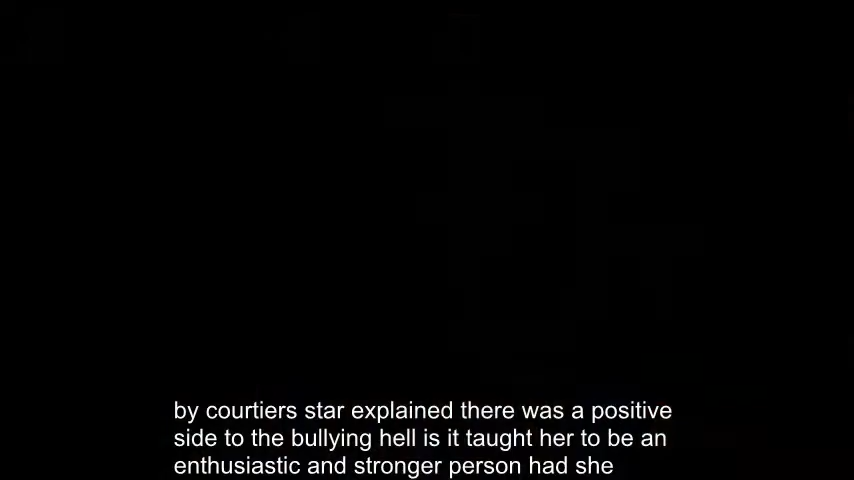 by courtiers star explained there was a positive
side to the bullying hell is it taught her to be an
enthusiastic and stronger person had she